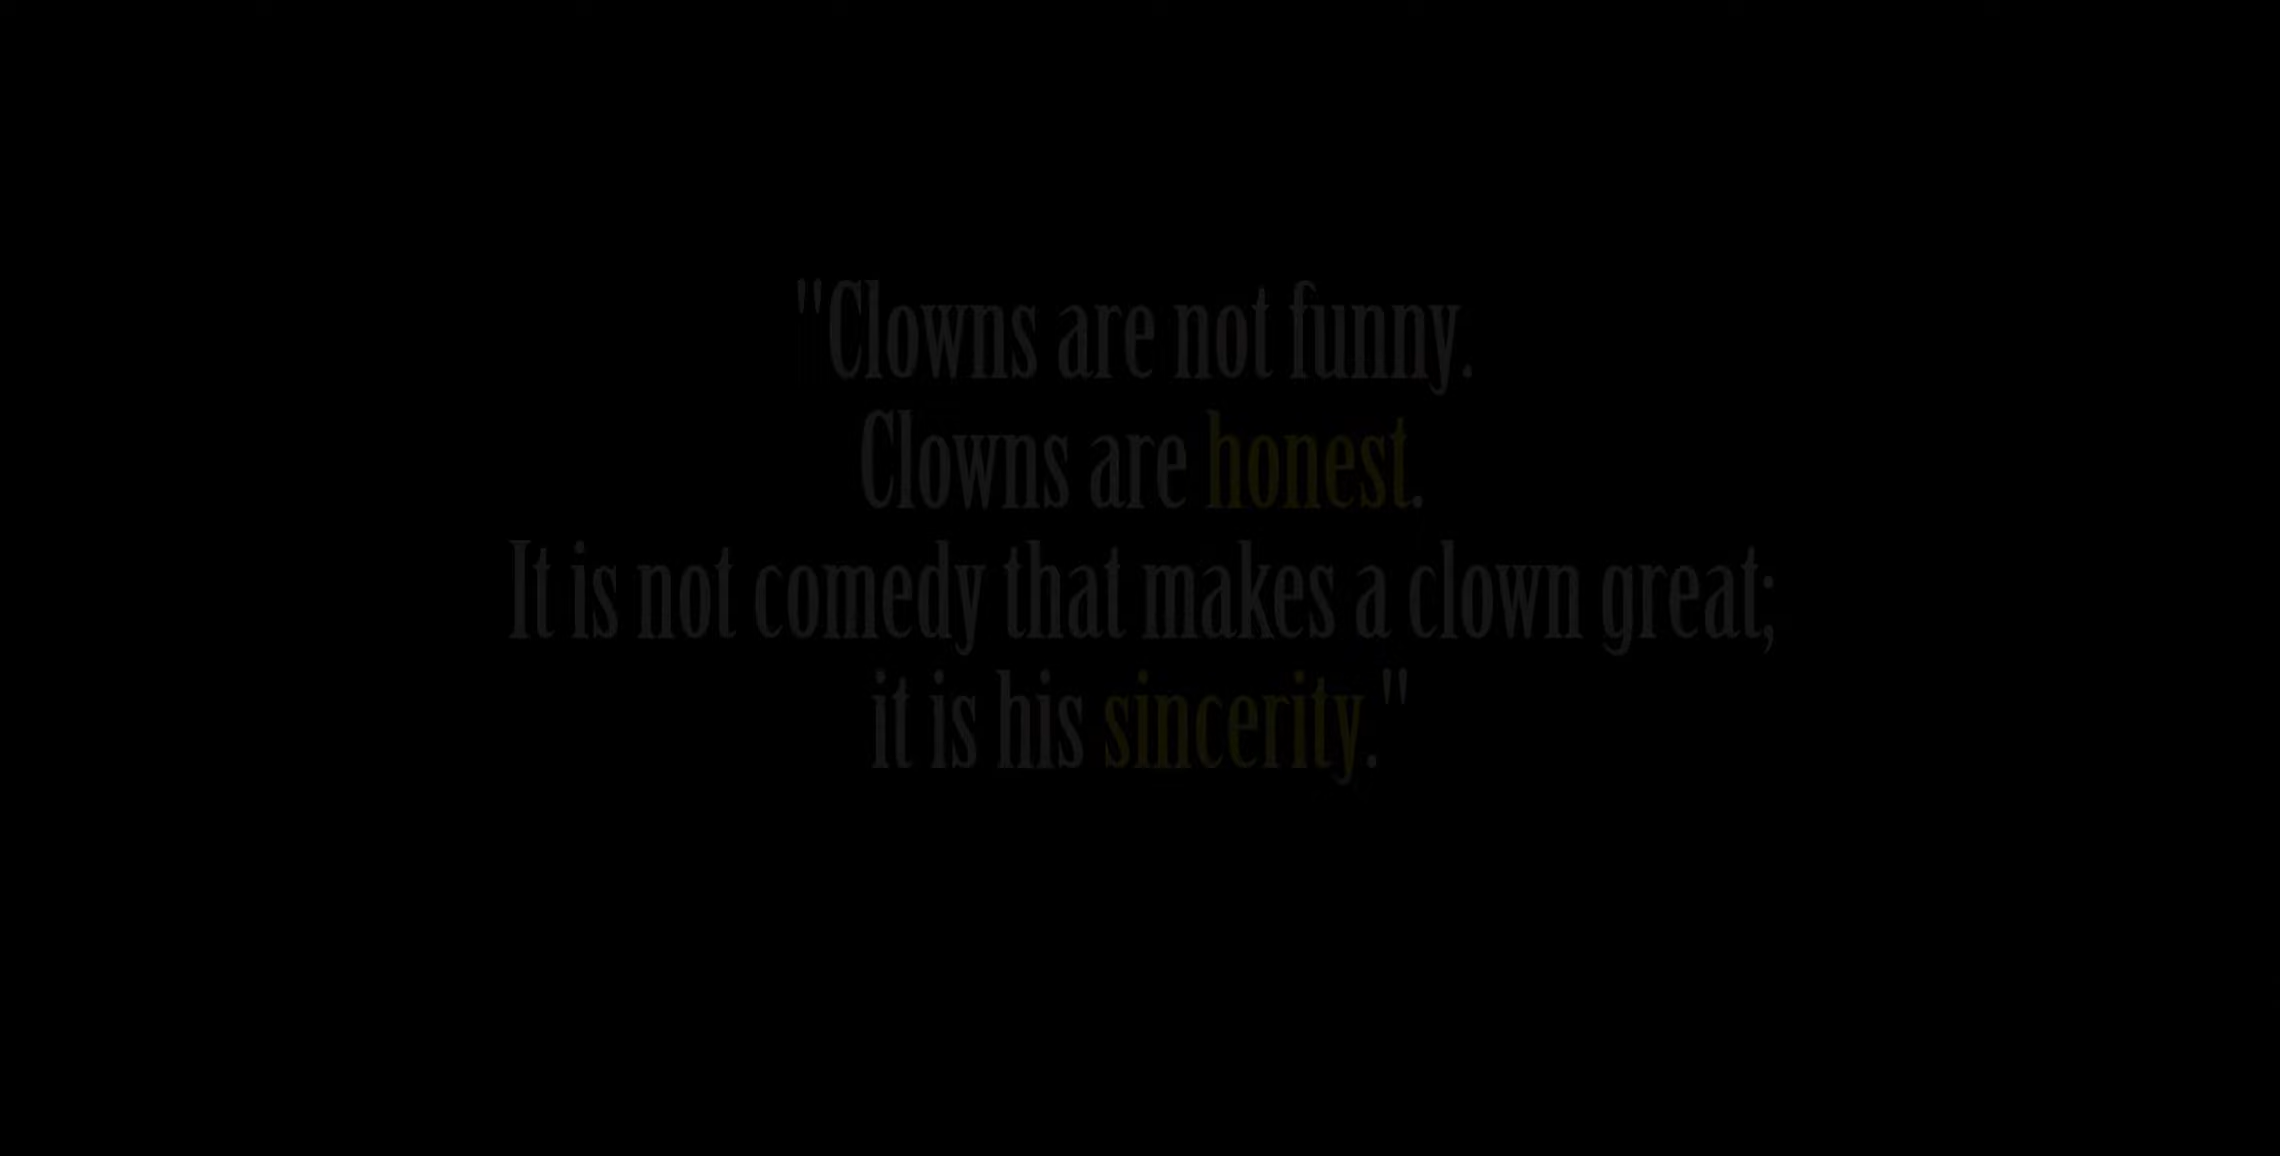 "Clowns are not funny.
Clowns are honest.
It is not comedy that makes a clown great;
it is his sincerity."